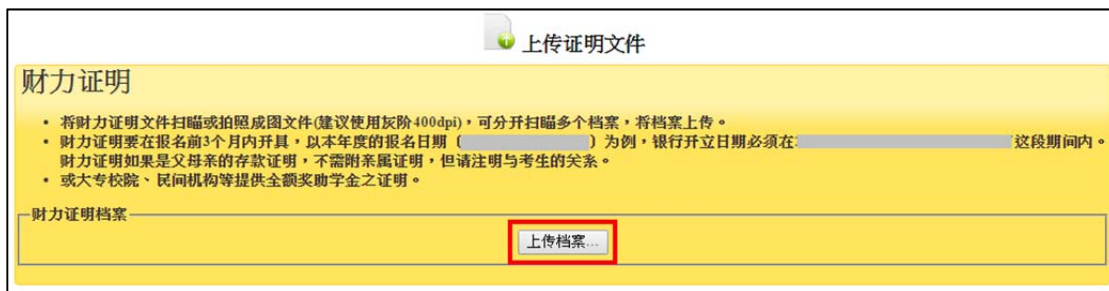 上传证明文件
财力证明
• 将财力证明文件扫瞄或拍照成图文件(建议使用灰阶400dpi)，可分开扫瞄多个档案，将档案上传。
• 财力证明要在报名前3个月内开具，以本年度的报名日期（ ）为例，银行开立日期必须在 这段期间内。
财力证明如果是父母亲的存款证明，不需附亲属证明，但请注明与考生的关系。
• 或大专校院、民间机构等提供全额奖助学金之证明。
财力证明档案
上传档案...